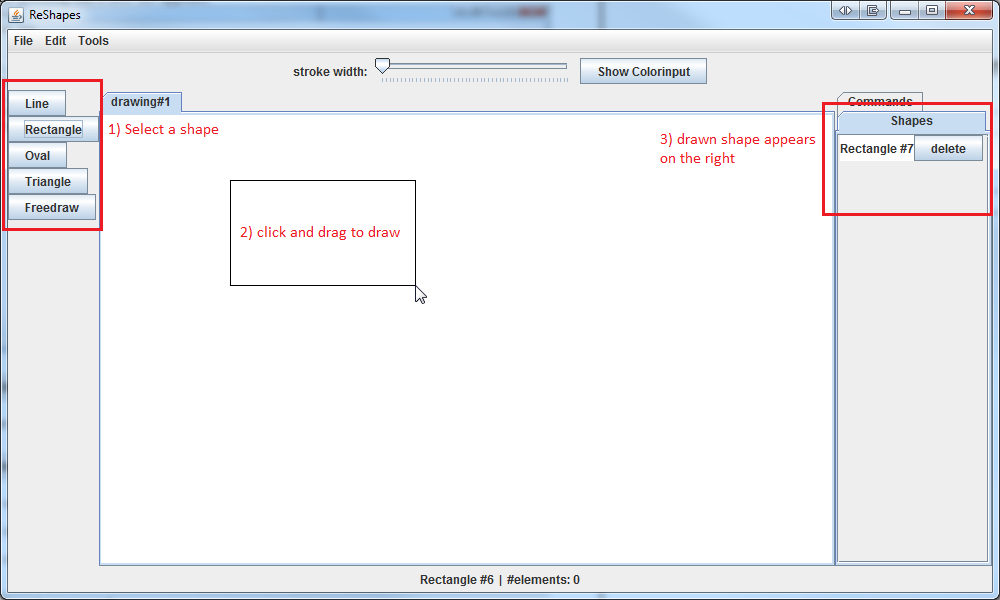 ReShapes
File Edit Tools
stroke width: Show Colorinput
Line
Rectangle
Oval
Triangle
Freedraw
drawing#1
1) Select a shape
2) click and drag to draw
3) drawn shape appears
on the right
Commands
Shapes
Rectangle #7 delete
Rectangle #6 | #elements: 0